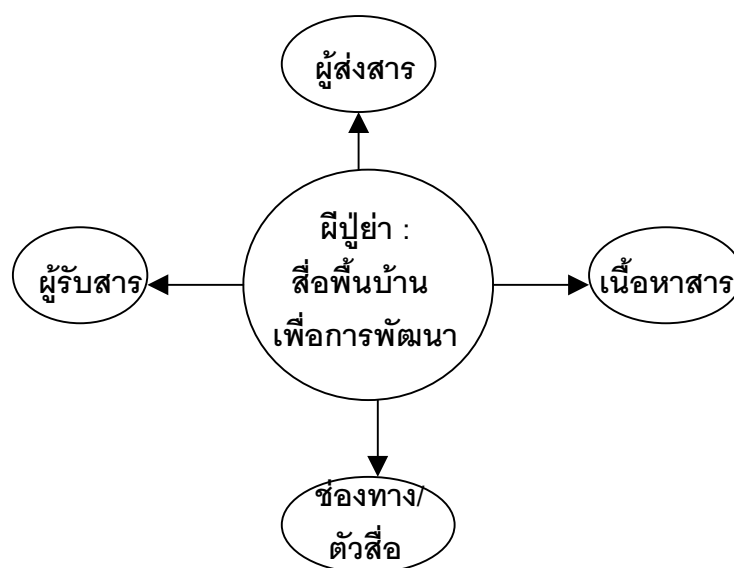 ผู้ส่งสาร
ผีปู่ย่า :
สื่อพื้นบ้าน
เพื่อการพัฒนา
ผู้รับสาร
เนื้อหาสาร
ช่องทาง/
ตัวสื่อ